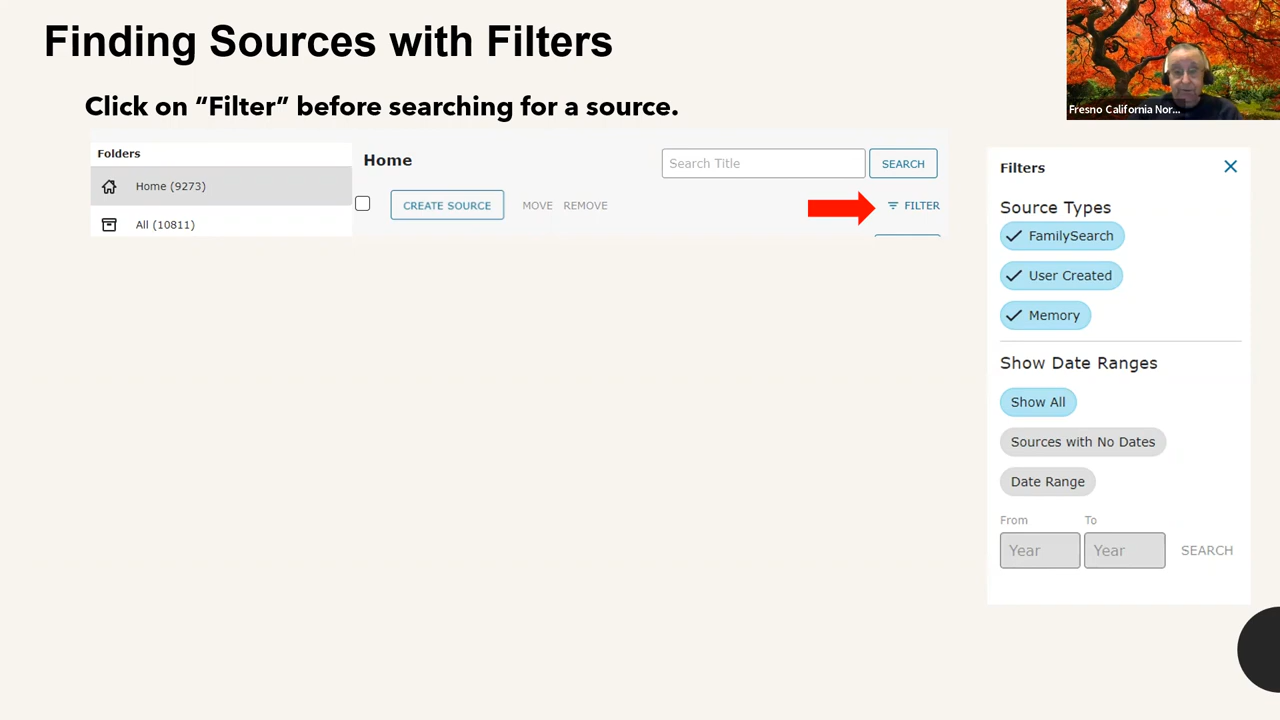 Finding Sources with Filters
Click on “Filter” before searching for a source.
Fresno California Nor...
Folders
Home (9273)
All (10811)
Home
Search Title
SEARCH
CREATE SOURCE
MOVE
REMOVE
FILTER
Filters
Source Types
FamilySearch
User Created
Memory
Show Date Ranges
Show All
Sources with No Dates
Date Range
From To
Year Year SEARCH